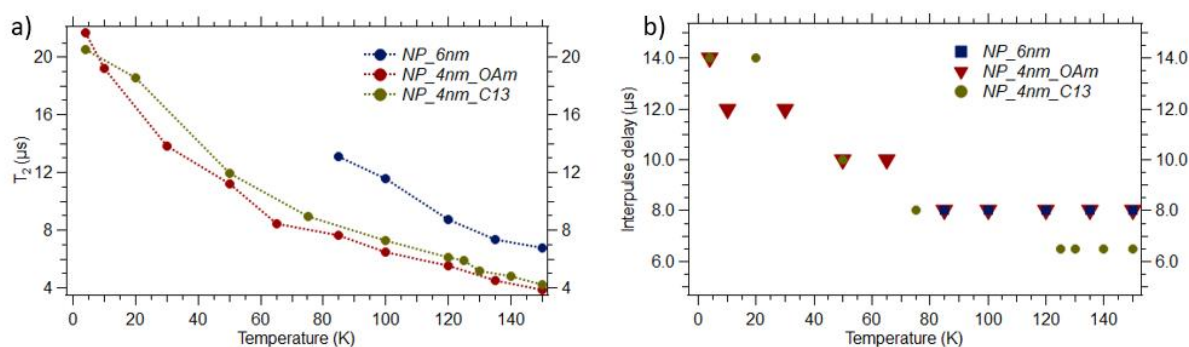 a)
20
16
12
8
4
T2 (µs)
NP_6nm
NP_4nm_OAm
NP_4nm_C13
20
16
12
8
4
0 20 40 60 80 100 120 140
Temperature (K)
b)
14.0
12.0
10.0
8.0
6.0
Interpulse delay (µs)
NP_6nm
NP_4nm_OAm
NP_4nm_C13
14.0
12.0
10.0
8.0
6.0
0 20 40 60 80 100 120 140
Temperature (K)